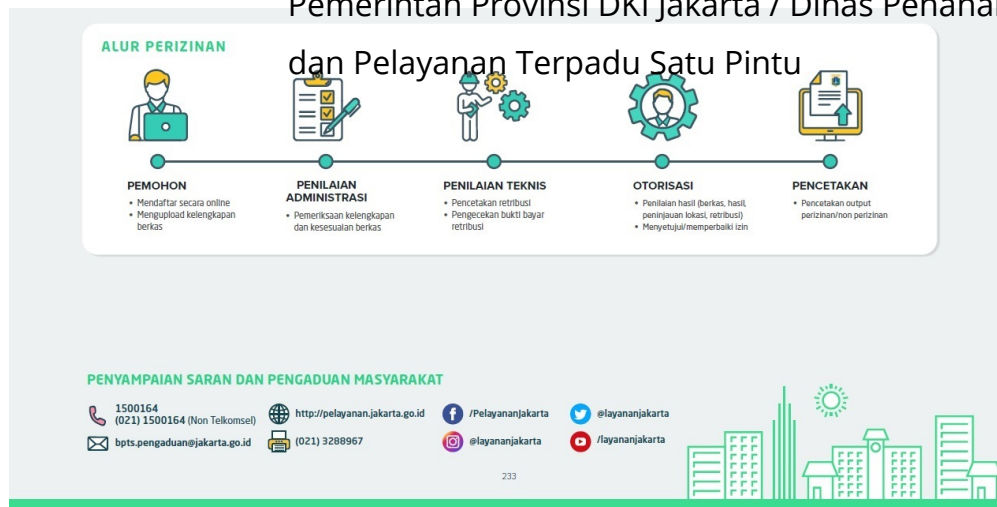 Pemerintah Provinsi DKI Jakarta / Dinas
dan Pelayanan Terpadu Satu Pintu
ALUR PERIZINAN
PEMOHON
• Mendaftar secara online
• Mengupload kelengkapan
berkas
PENILAIAN
ADMINISTRASI
• Pemeriksaan kelengkapan
dan kesesuaian berkas
PENILAIAN TEKNIS
• Pencetakan retribusi
• Pengecekan bukti bayar
retribusi
OTORISASI
• Penilaian hasil (berkas, hasil,
peninjauan lokasi, retribusi)
• Menyetujui/memperbaiki izin
PENCETAKAN
• Pencetakan output
perizinan/non perizinan
PENYAMPAIAN SARAN DAN PENGADUAN MASYARAKAT
1500164
(021) 1500164 (Non Telkomsel)
bpts.pengaduan@jakarta.go.id
http://pelayanan.jakarta.go.id
(021) 3288967
/PelayananJakarta
@layananjakarta
@layananjakarta
/layananjakarta
233